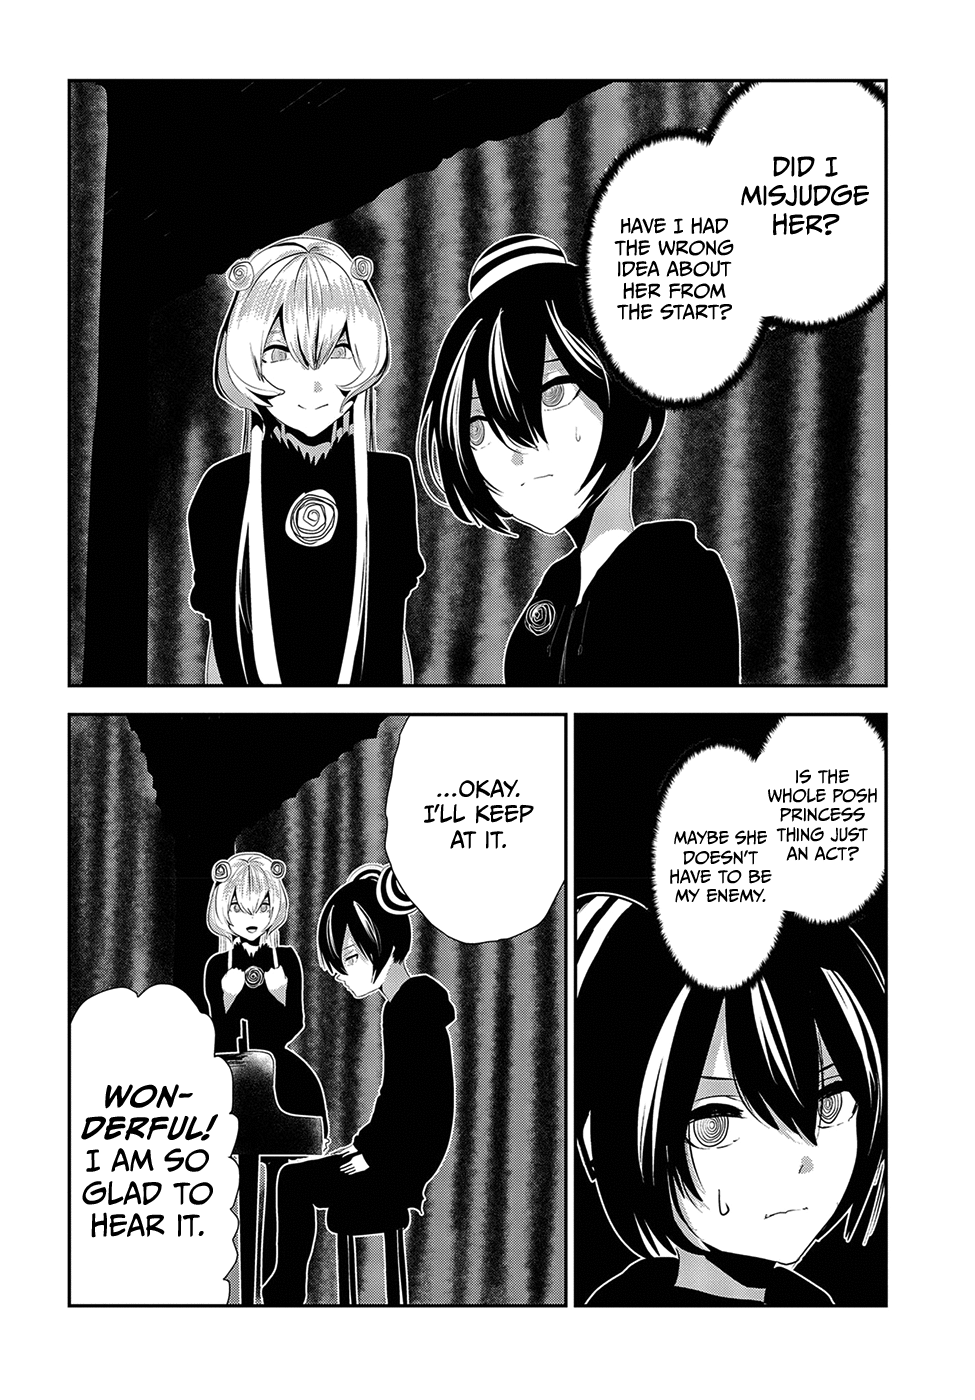 DID I
MISJUDGE
HER?
HAVE I HAD
THE WRONG
IDEA ABOUT
HER FROM
THE START?
IS THE
WHOLE POSH
PRINCESS
THING JUST
AN ACT?
MAYBE SHE
DOESN'T
HAVE TO BE
MY ENEMY.
...OKAY.
I'LL KEEP
AT IT.
WON-
DERFUL!
I AM SO
GLAD TO
HEAR IT.